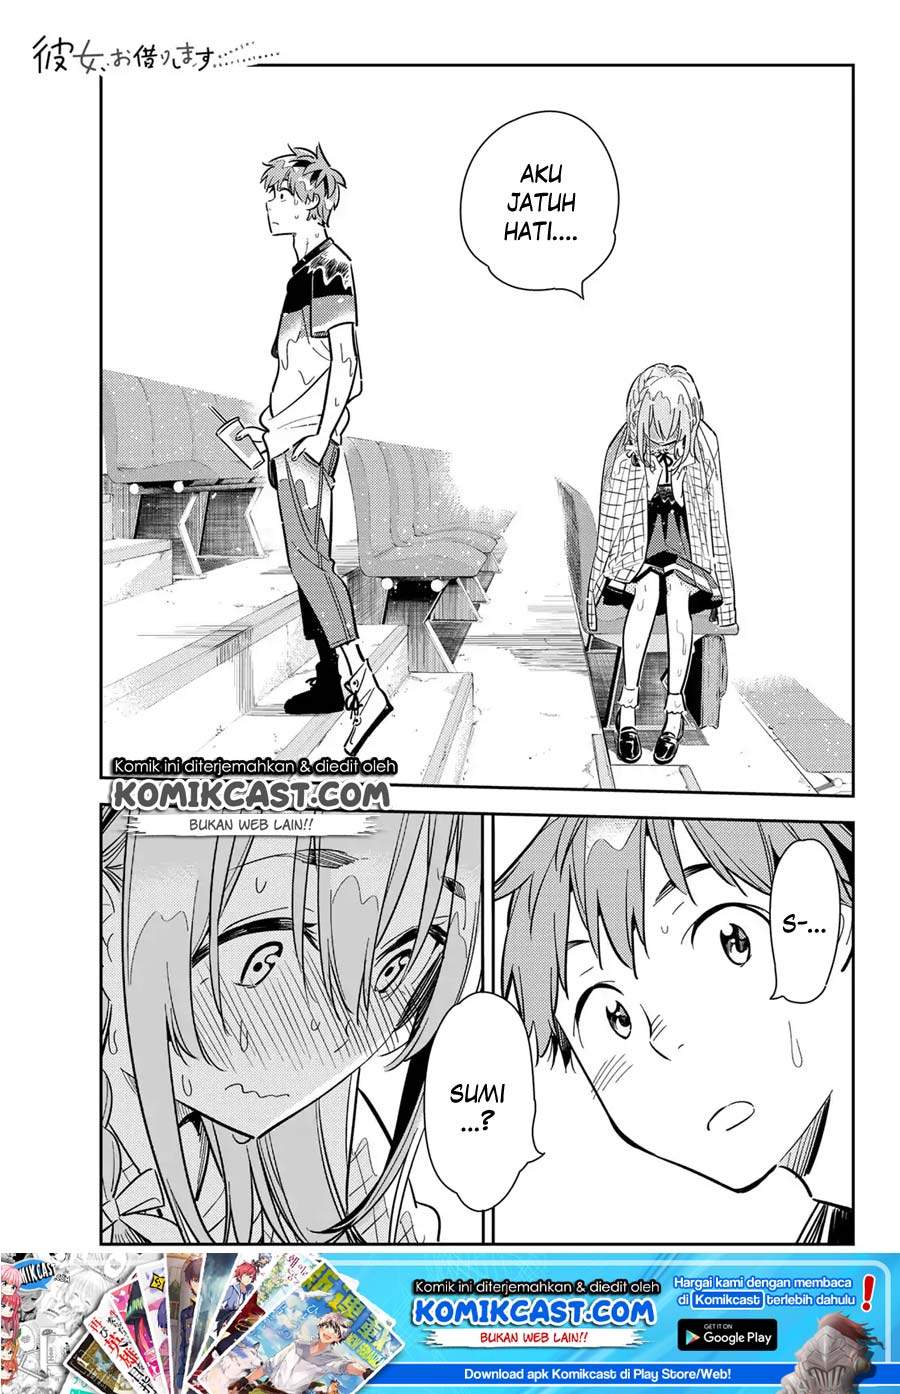 彼女、お借りします
AKU
JATUH
HATI....
Komik ini diterjemahkan & diedit oleh
KOMIKCAST.COM
BUKAN WEB LAIN!!
S-...
SUMI
...?
Komik ini diterjemahkan & diedit oleh
KOMIKCAST.COM
BUKAN WEB LAIN!!
Hargai kami dengan membaca
di Komikcast terlebih dahulu !
GET IT ON
Google Play
Download apk Komikcast di Play Store/Web!